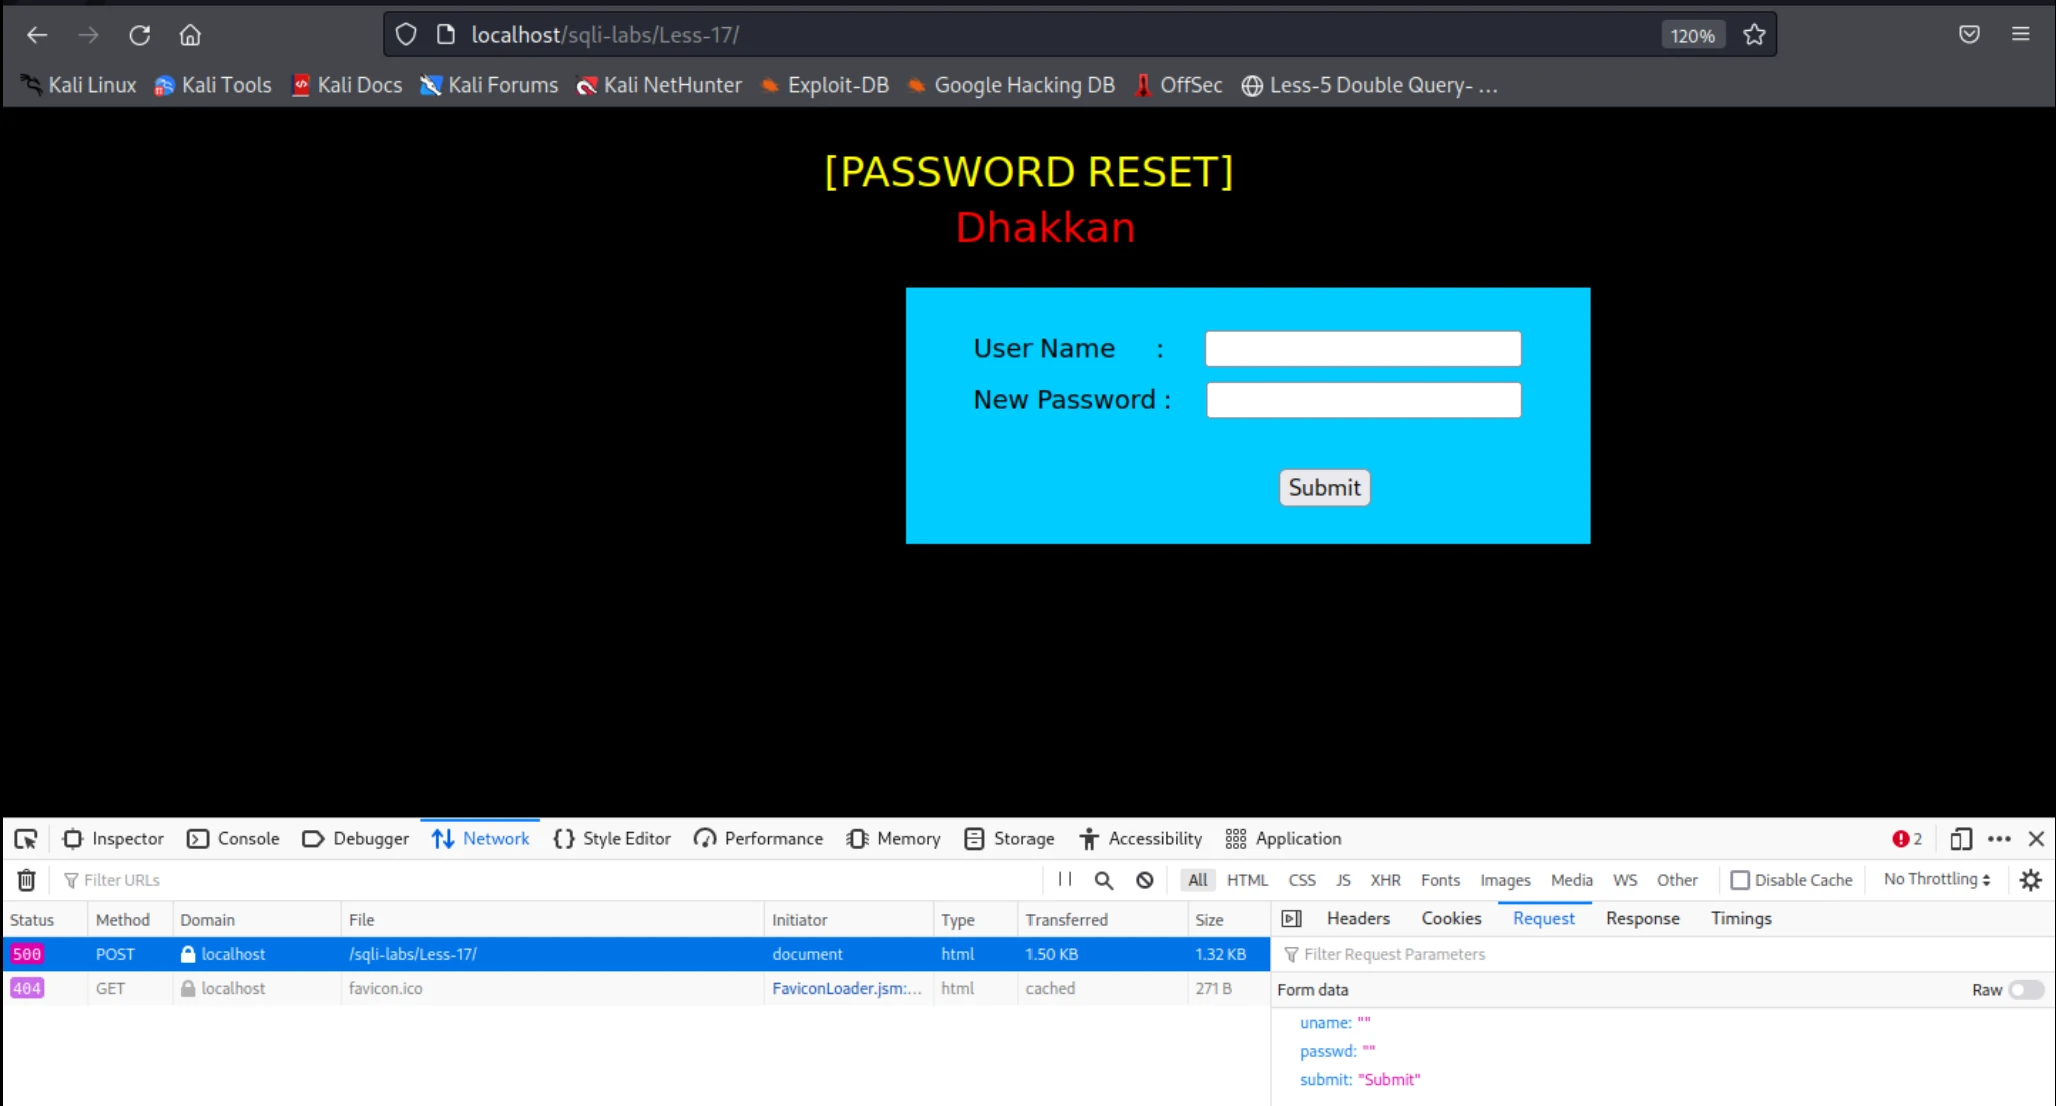 localhost/sqli-labs/Less-17/ 120%
Kali Linux Kali Tools Kali Docs Kali Forums Kali NetHunter Exploit-DB Google Hacking DB OffSec Less-5 Double Query- ...
[PASSWORD RESET]
Dhakkan
User Name :
New Password :
Submit
Inspector Console Debugger Network Style Editor Performance Memory Storage Accessibility Application 2
Filter URLs All HTML CSS JS XHR Fonts Images Media WS Other Disable Cache No Throttling
Status Method Domain File Initiator Type Transferred Size Headers Cookies Request Response Timings
500 POST localhost /sqli-labs/Less-17/ document html 1.50 KB 1.32 KB Filter Request Parameters
404 GET localhost favicon.ico FaviconLoader.jsm:... html cached 271 B Form data Raw
uname: ""
passwd: ""
submit: "Submit"